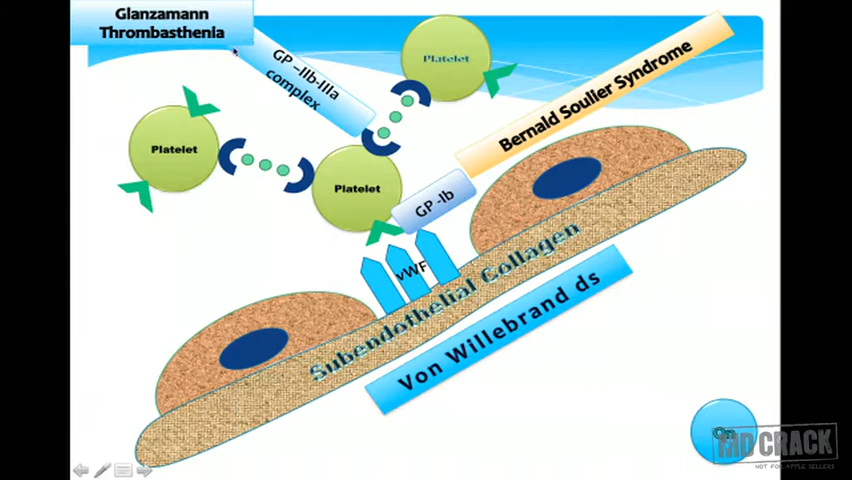 Glanzamann
Thrombasthenia
GP –IIb-IIIa
complex
Platelet
Bernald Soulier Syndrome
Platelet
Platelet
GP -Ib
vWF
Subendothelial Collagen
Von Willebrand ds
MD CRACK
NOT FOR APPLE SELLERS